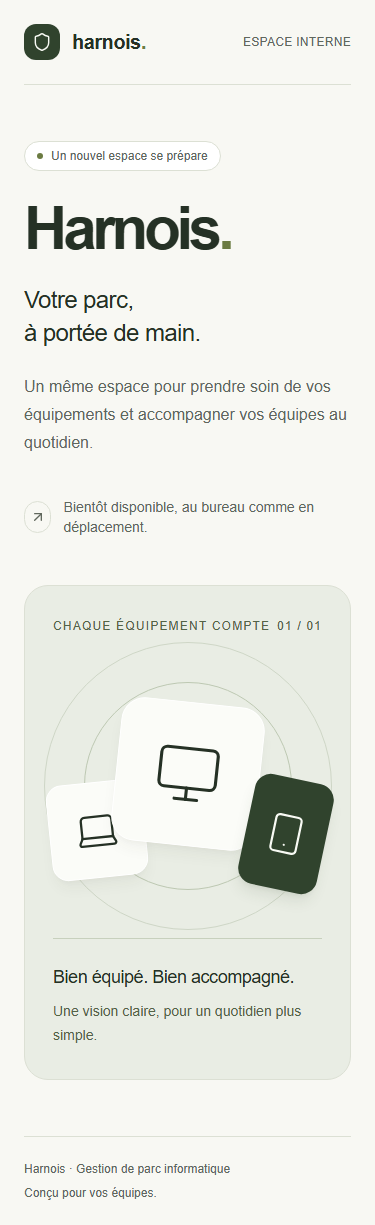 harnois.
ESPACE INTERNE
Un nouvel espace se prépare
Harnois.
Votre parc,
à portée de main.
Un même espace pour prendre soin de vos
équipements et accompagner vos équipes au
quotidien.
Bientôt disponible, au bureau comme en
déplacement.
CHAQUE ÉQUIPEMENT COMPTE 01 / 01
Bien équipé. Bien accompagné.
Une vision claire, pour un quotidien plus
simple.
Harnois · Gestion de parc informatique
Conçu pour vos équipes.